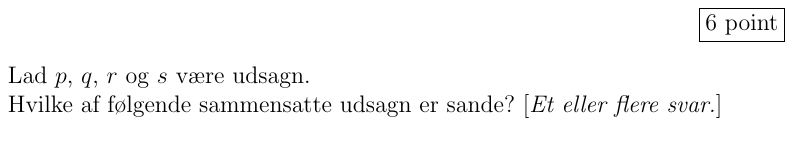 6 point
Lad p, q, r og s være udsagn.
Hvilke af følgende sammensatte udsagn er sande? [Et eller flere svar.]